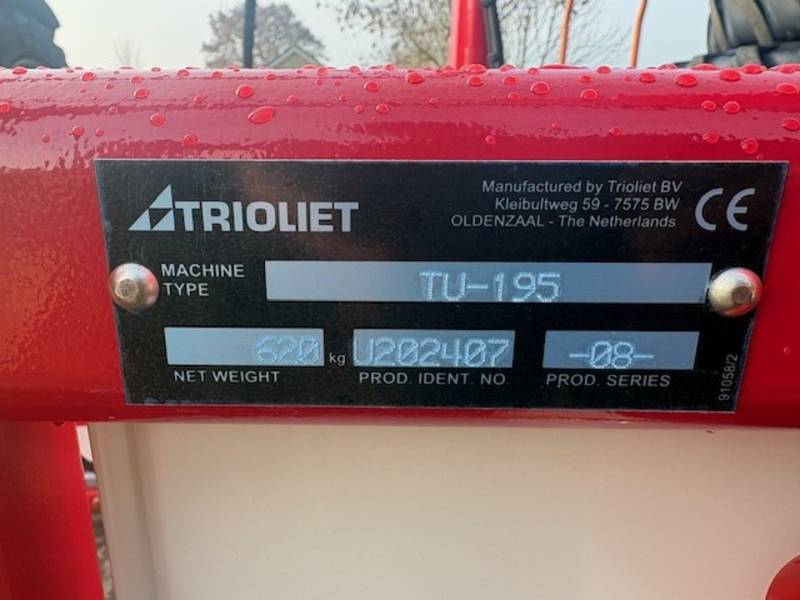 TRIOLIET
Manufactured by Trioliet BV
Kleibultweg 59 - 7575 BW
OLDENZAAL - The Netherlands
CE
MACHINE TYPE
TU-195
620 kg
NET WEIGHT
U202407
PROD. IDENT. NO.
-08-
PROD. SERIES
91058/2